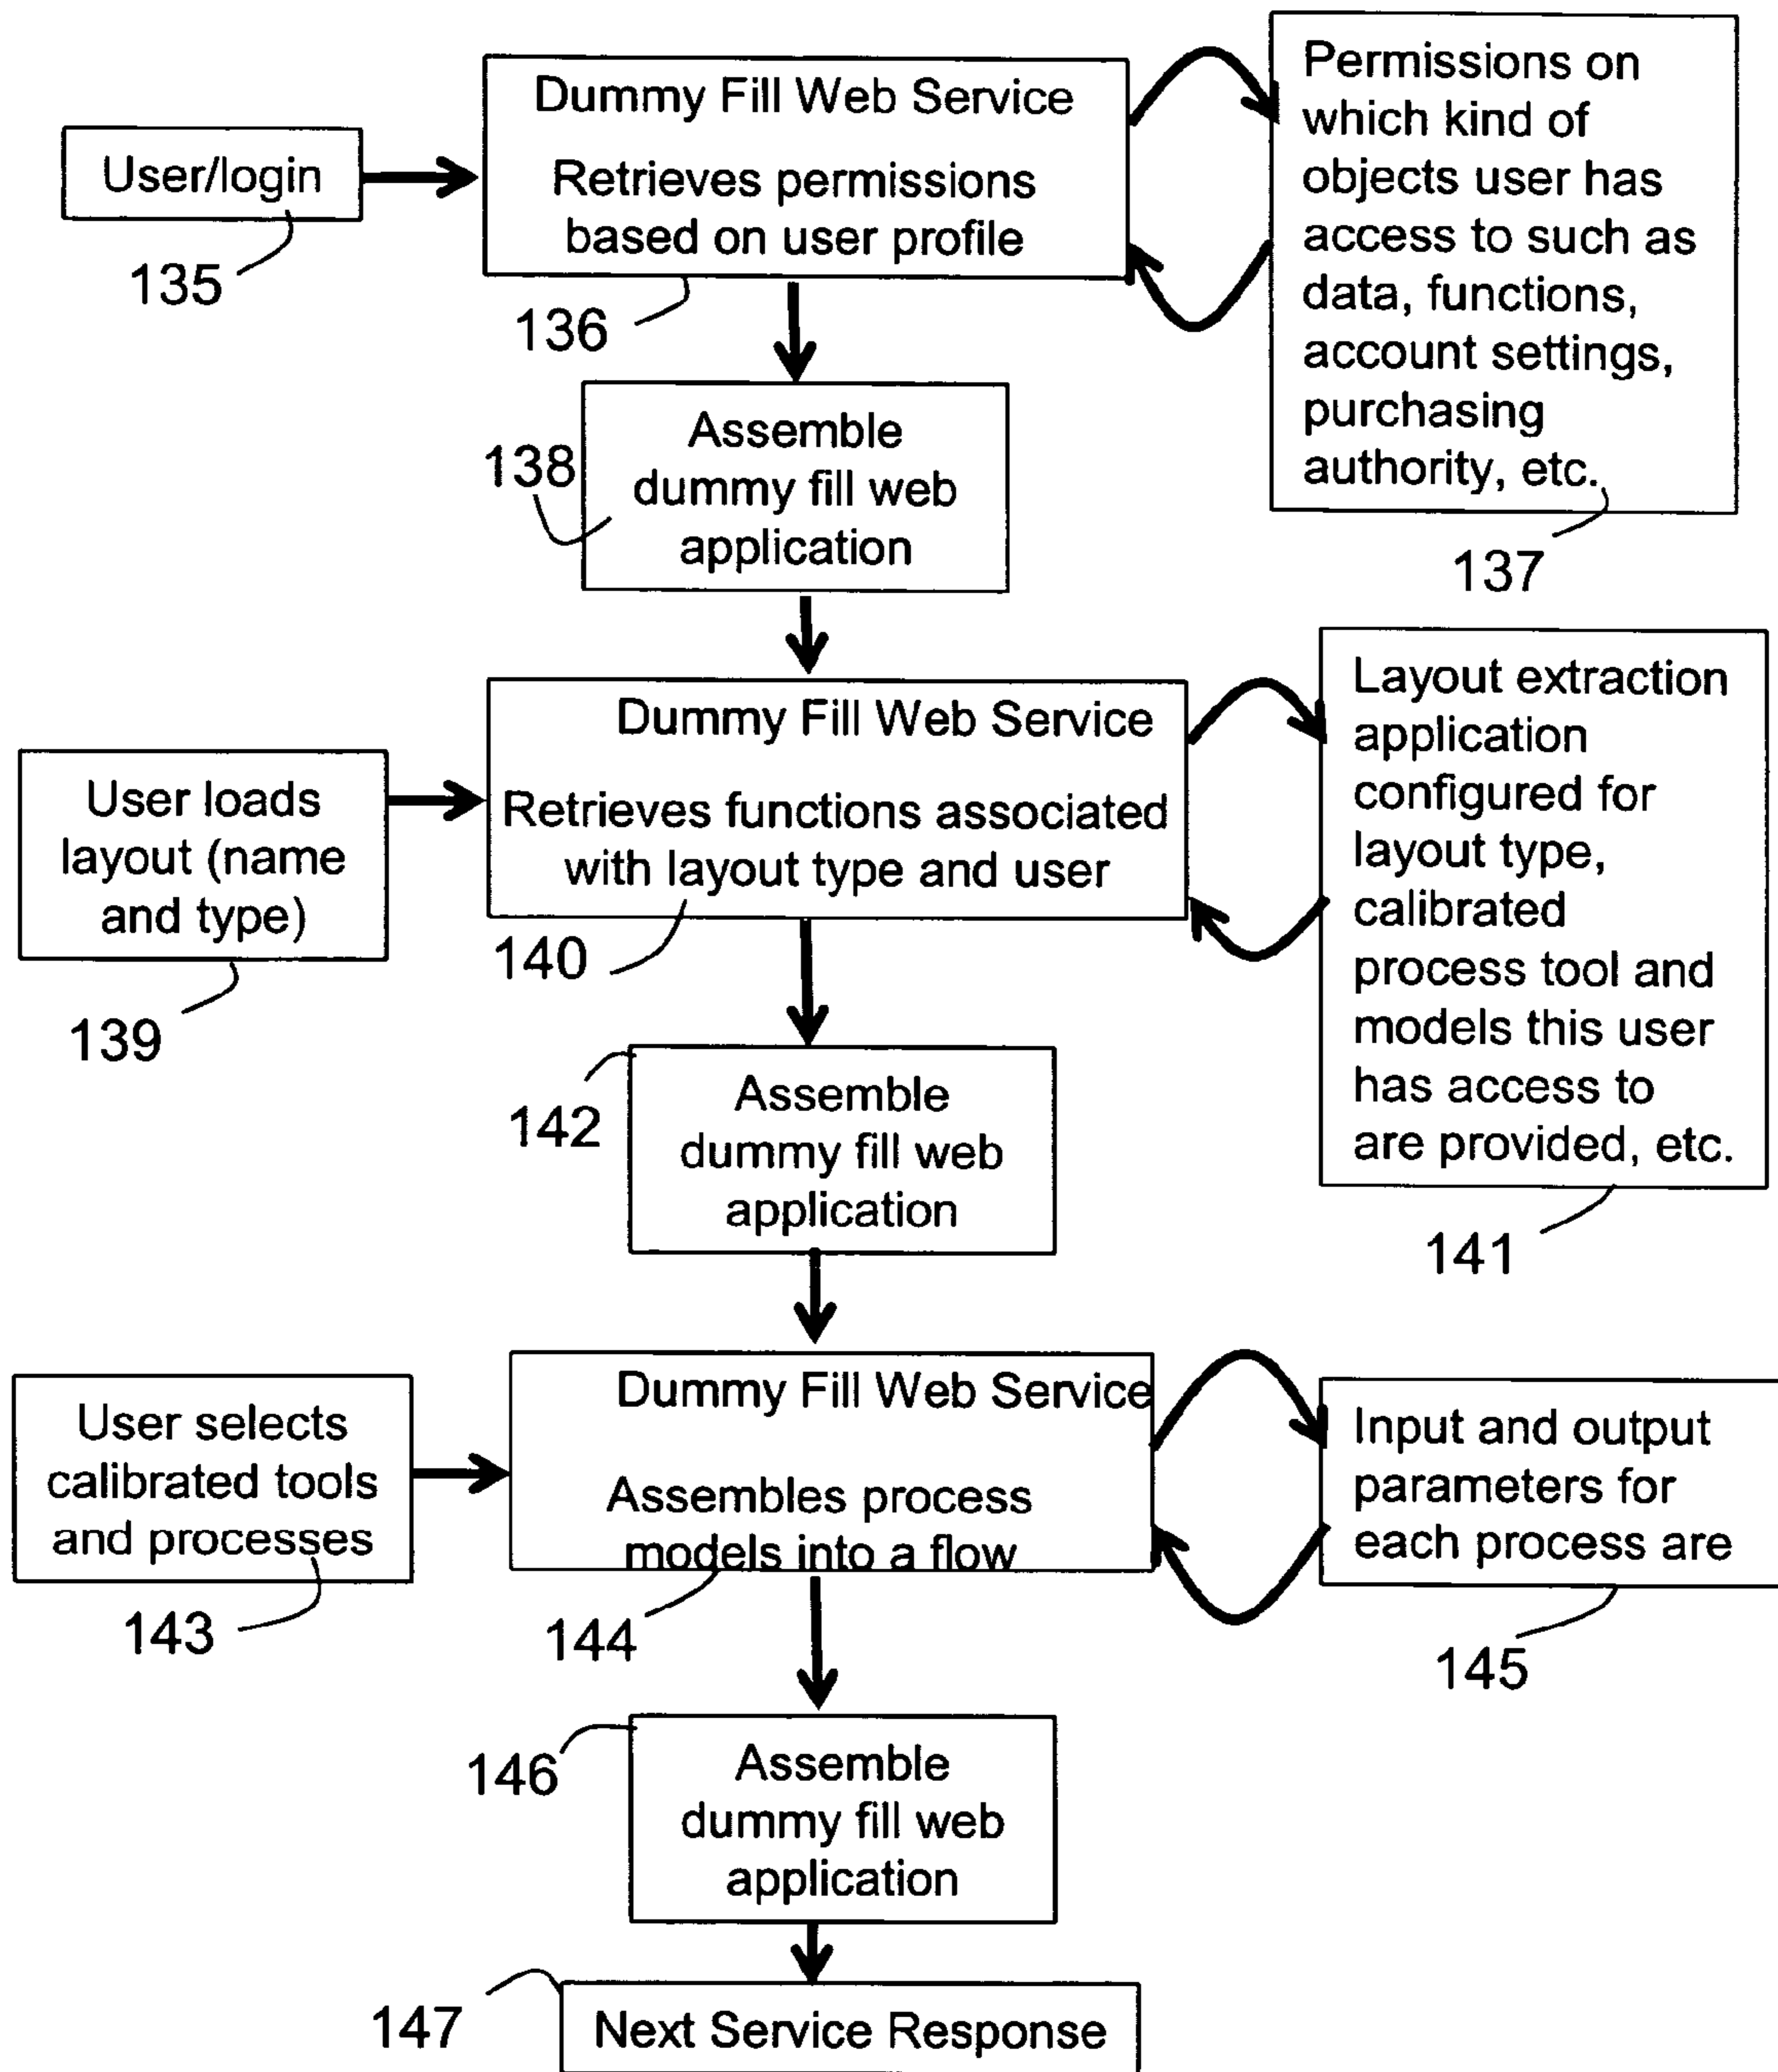 User/login
135
Dummy Fill Web Service
Retrieves permissions
based on user profile
136
Permissions on
which kind of
objects user has
access to such as
data, functions,
account settings,
purchasing
authority, etc.
137
138
Assemble
dummy fill web
application
User loads
layout (name
and type)
139
Dummy Fill Web Service
Retrieves functions associated
with layout type and user
140
Layout extraction
application
configured for
layout type,
calibrated
process tool and
models this user
has access to
are provided, etc.
141
142
Assemble
dummy fill web
application
User selects
calibrated tools
and processes
143
Dummy Fill Web Service
Assembles process
models into a flow
144
Input and output
parameters for
each process are
145
146
Assemble
dummy fill web
application
147
Next Service Response